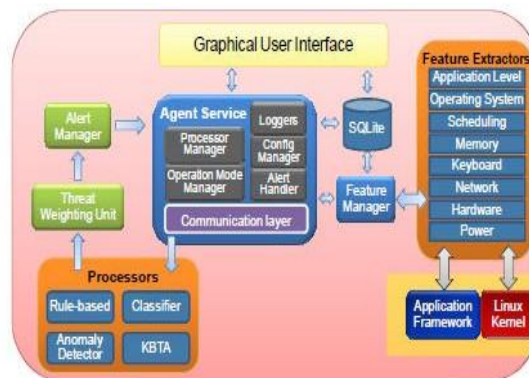 Graphical User Interface
Feature Extractors
Application Level
Operating System
Scheduling
Memory
Keyboard
Network
Hardware
Power
Agent Service
Loggers
Processor
Manager
Config
Manager
Operation Mode
Manager
Alert
Handler
Communication layer
SQLite
Feature
Manager
Alert
Manager
Threat
Weighting Unit
Processors
Rule-based
Classifier
Anomaly
Detector
KBTA
Application
Framework
Linux
Kernel